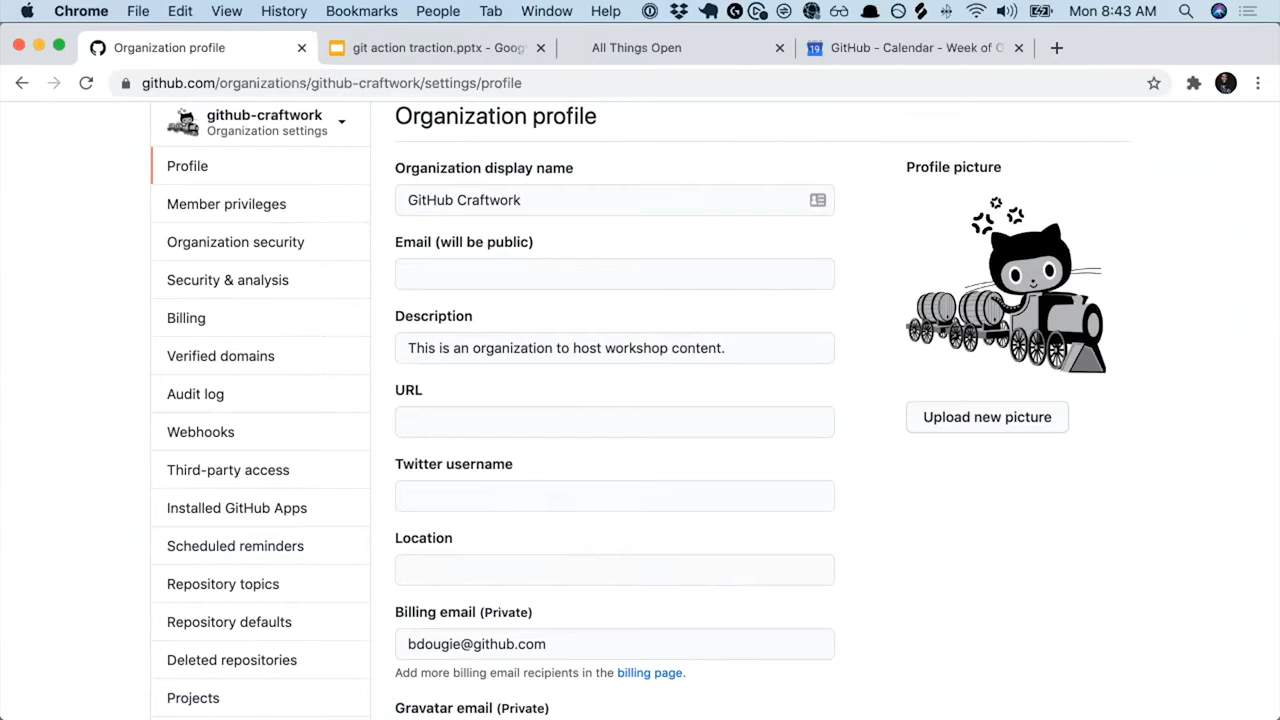 Chrome File Edit View History Bookmarks People Tab Window Help Mon 8:43 AM
Organization profile git action traction.pptx - Goog All Things Open 19 GitHub - Calendar - Week of O
github.com/organizations/github-craftwork/settings/profile
github-craftwork
Organization settings
Profile
Member privileges
Organization security
Security & analysis
Billing
Verified domains
Audit log
Webhooks
Third-party access
Installed GitHub Apps
Scheduled reminders
Repository topics
Repository defaults
Deleted repositories
Projects
Organization profile
Organization display name
GitHub Craftwork
Email (will be public)
Description
This is an organization to host workshop content.
URL
Twitter username
Location
Billing email (Private)
bdougie@github.com
Add more billing email recipients in the billing page.
Gravatar email (Private)
Profile picture
Upload new picture